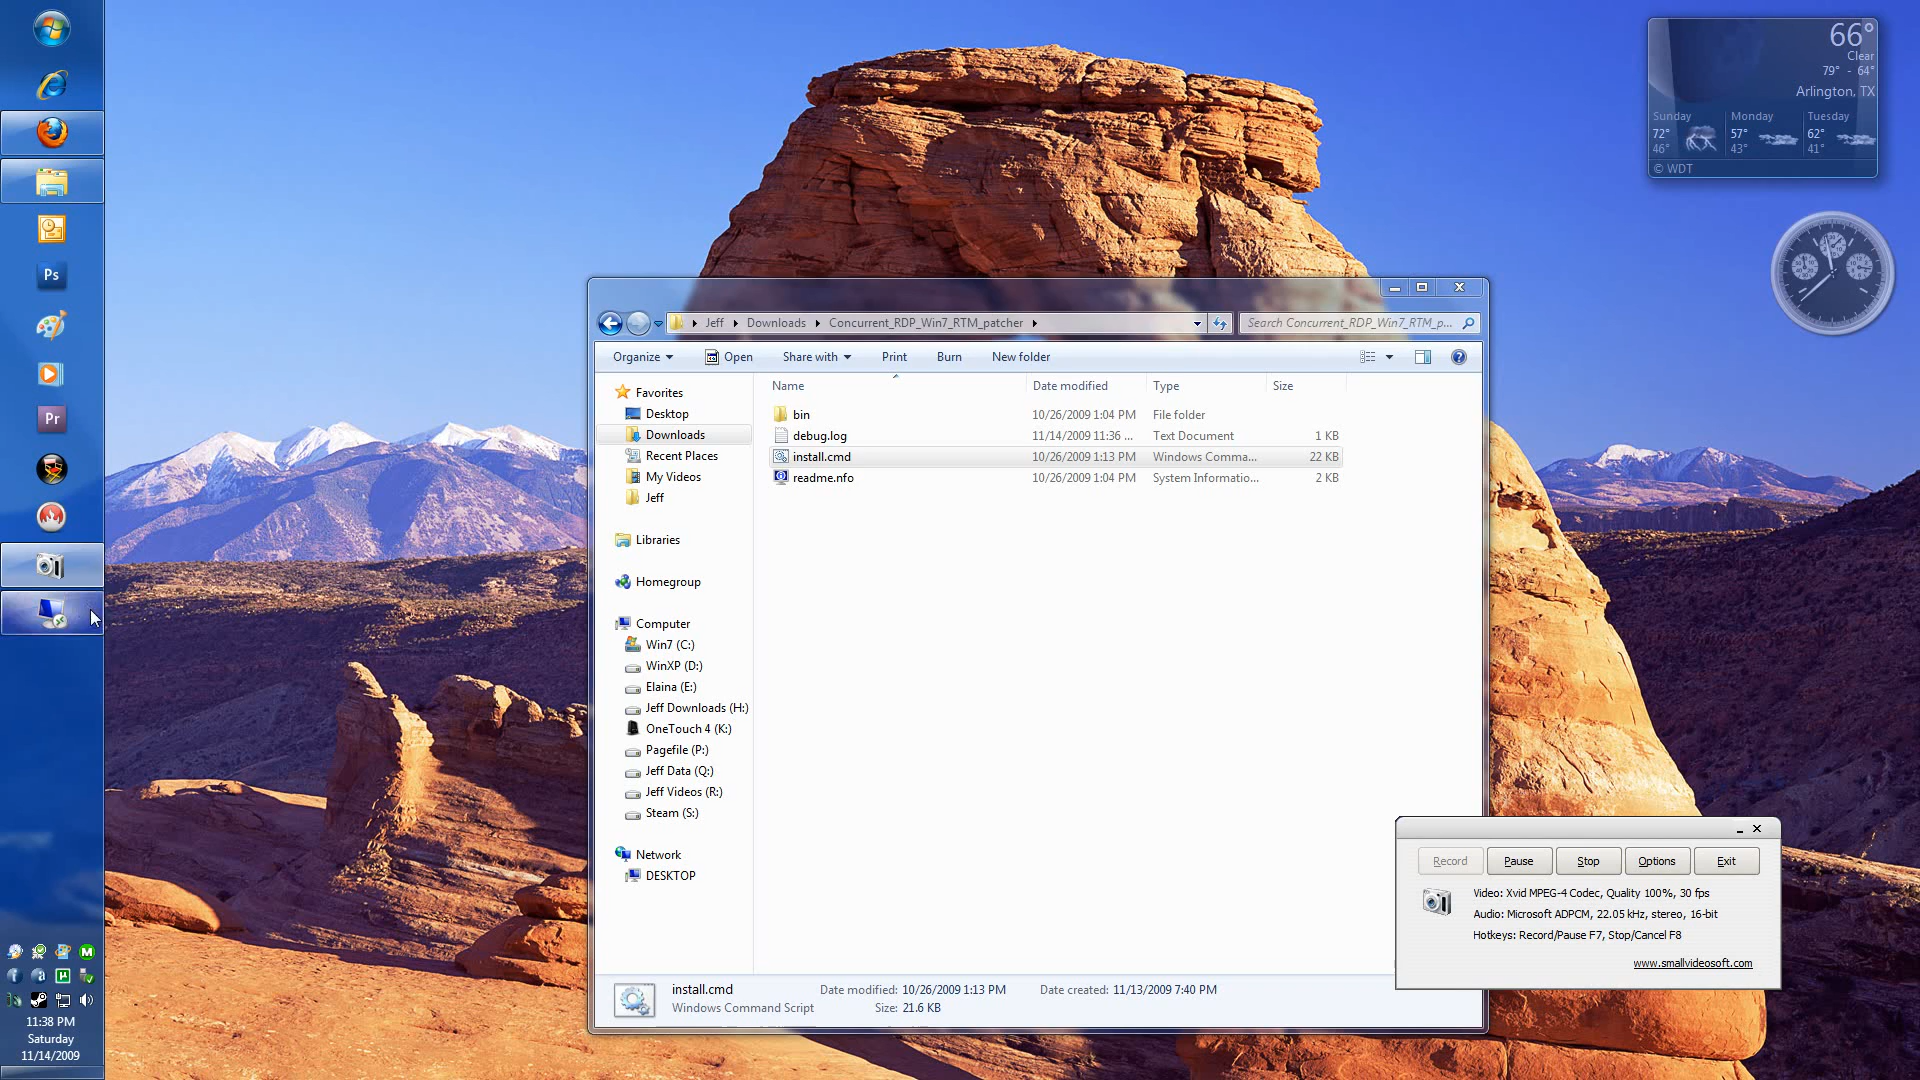 66°
Clear
79° - 64°
Arlington, TX
Sunday Monday Tuesday
72° 57° 62°
46° 43° 41°
© WDT
Ps
Pr
Jeff Downloads Concurrent_RDP_Win7_RTM_patcher
Search Concurrent_RDP_Win7_RTM_p...
Organize Open Share with Print Burn New folder
Name Date modified Type Size
bin 10/26/2009 1:04 PM File folder
debug.log 11/14/2009 11:36 ... Text Document 1 KB
install.cmd 10/26/2009 1:13 PM Windows Comma... 22 KB
readme.nfo 10/26/2009 1:04 PM System Informatio... 2 KB
Favorites
Desktop
Downloads
Recent Places
My Videos
Jeff
Libraries
Homegroup
Computer
Win7 (C:)
WinXP (D:)
Elaina (E:)
Jeff Downloads (H:)
OneTouch 4 (K:)
Pagefile (P:)
Jeff Data (Q:)
Jeff Videos (R:)
Steam (S:)
Network
DESKTOP
install.cmd Date modified: 10/26/2009 1:13 PM Date created: 11/13/2009 7:40 PM
Windows Command Script Size: 21.6 KB
Record Pause Stop Options Exit
Video: Xvid MPEG-4 Codec, Quality 100%, 30 fps
Audio: Microsoft ADPCM, 22.05 kHz, stereo, 16-bit
Hotkeys: Record/Pause F7, Stop/Cancel F8
www.smallvideosoft.com
11:38 PM
Saturday
11/14/2009